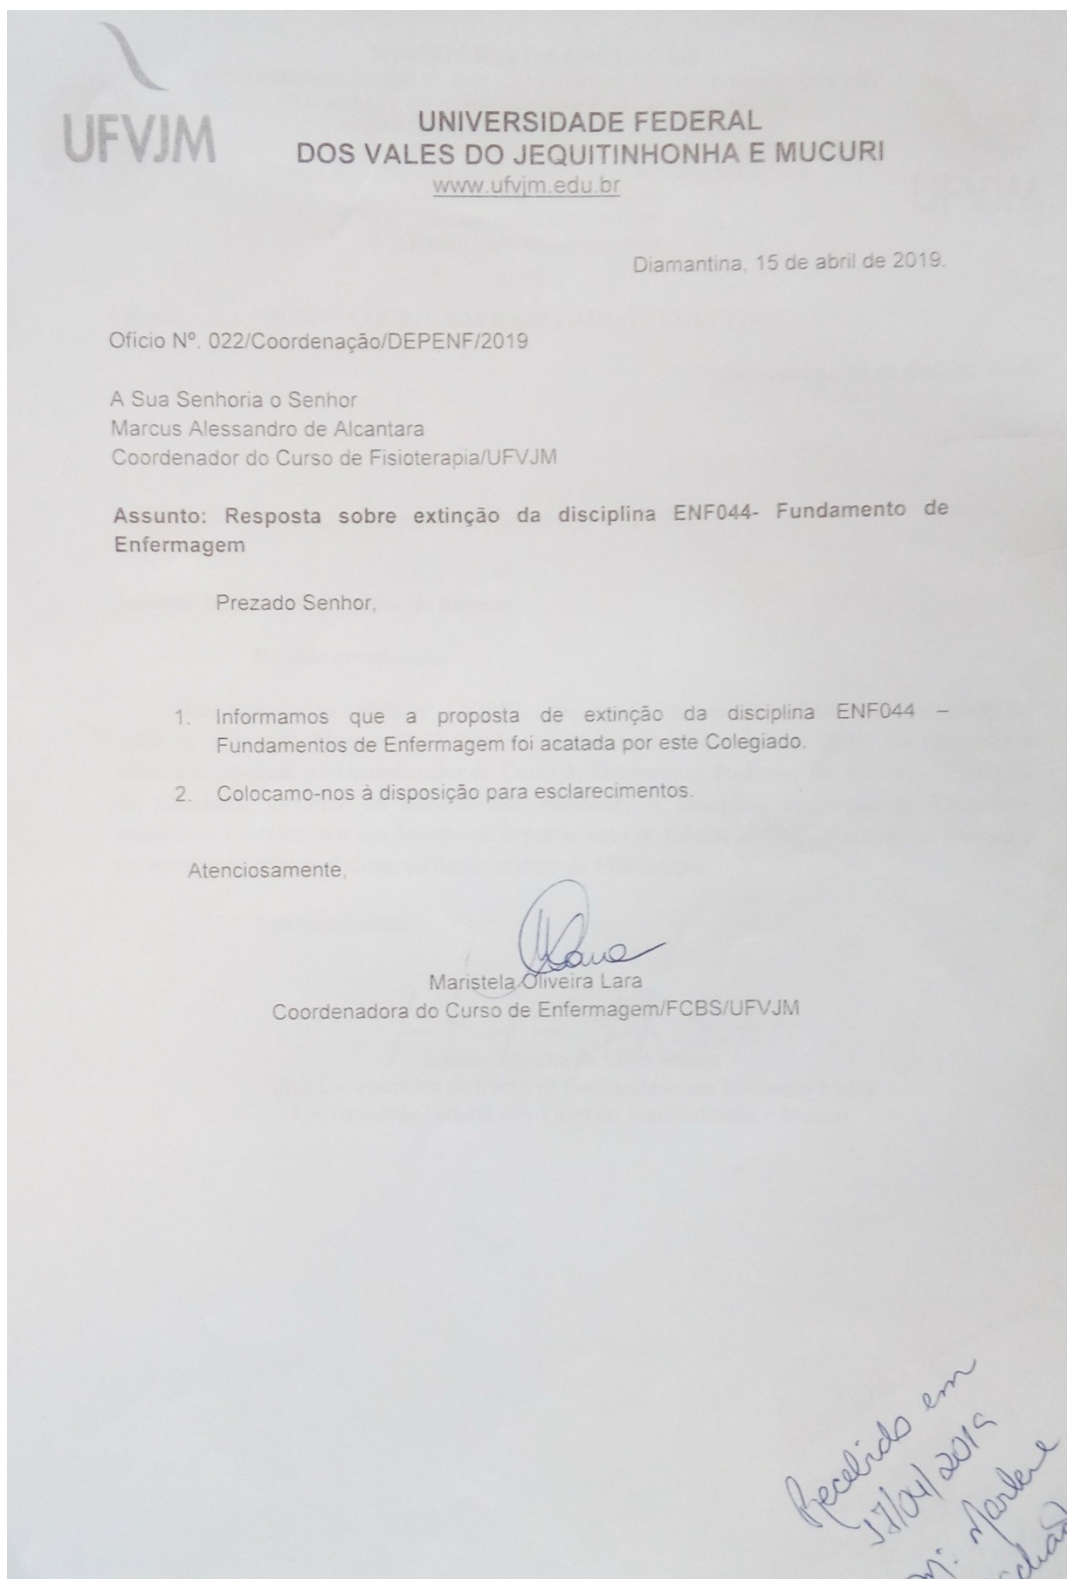 UFVJM
UNIVERSIDADE FEDERAL
DOS VALES DO JEQUITINHONHA E MUCURI
www.ufvjm.edu.br
Diamantina, 15 de abril de 2019.
Oficio Nº. 022/Coordenação/DEPENF/2019
A Sua Senhoria o Senhor
Marcus Alessandro de Alcantara
Coordenador do Curso de Fisioterapia/UFVJM
Assunto: Resposta sobre extinção da disciplina ENF044- Fundamento de
Enfermagem
Prezado Senhor,
1. Informamos que a proposta de extinção da disciplina ENF044 –
Fundamentos de Enfermagem foi acatada por este Colegiado.
2. Colocamo-nos à disposição para esclarecimentos.
Atenciosamente,
Maristela Oliveira Lara
Coordenadora do Curso de Enfermagem/FCBS/UFVJM
Recebido em
17/04/2019
Marlene